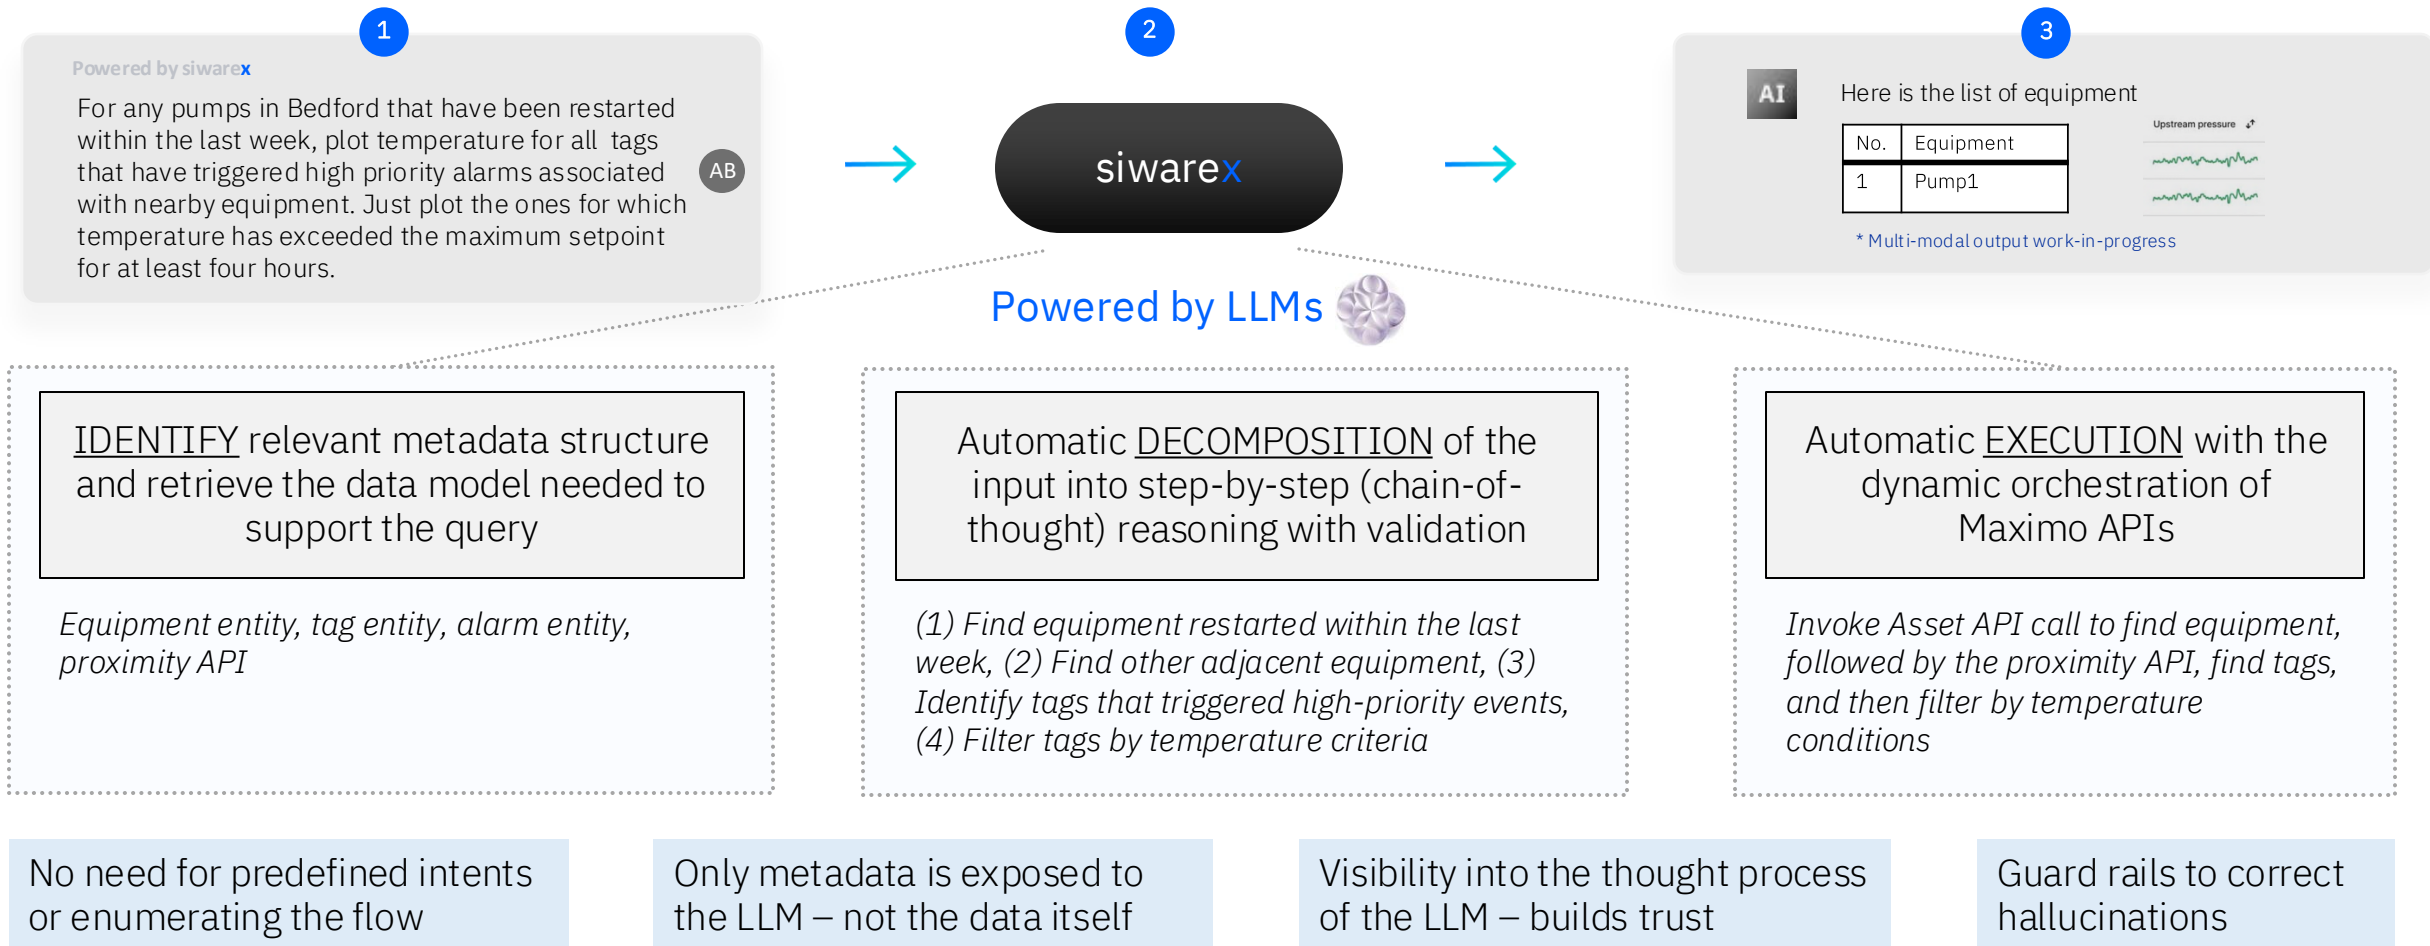 1
Powered by siwarex
For any pumps in Bedford that have been restarted
within the last week, plot temperature for all tags
that have triggered high priority alarms associated
with nearby equipment. Just plot the ones for which
temperature has exceeded the maximum setpoint
for at least four hours.
AB
2
siwarex
Powered by LLMs
3
AI
Here is the list of equipment
No. Equipment
1 Pump1
Upstream pressure
* Multi-modal output work-in-progress
IDENTIFY relevant metadata structure
and retrieve the data model needed to
support the query
Equipment entity, tag entity, alarm entity,
proximity API
Automatic DECOMPOSITION of the
input into step-by-step (chain-of-
thought) reasoning with validation
(1) Find equipment restarted within the last
week, (2) Find other adjacent equipment, (3)
Identify tags that triggered high-priority events,
(4) Filter tags by temperature criteria
Automatic EXECUTION with the
dynamic orchestration of
Maximo APIs
Invoke Asset API call to find equipment,
followed by the proximity API, find tags,
and then filter by temperature
conditions
No need for predefined intents
or enumerating the flow
Only metadata is exposed to
the LLM – not the data itself
Visibility into the thought process
of the LLM – builds trust
Guard rails to correct
hallucinations